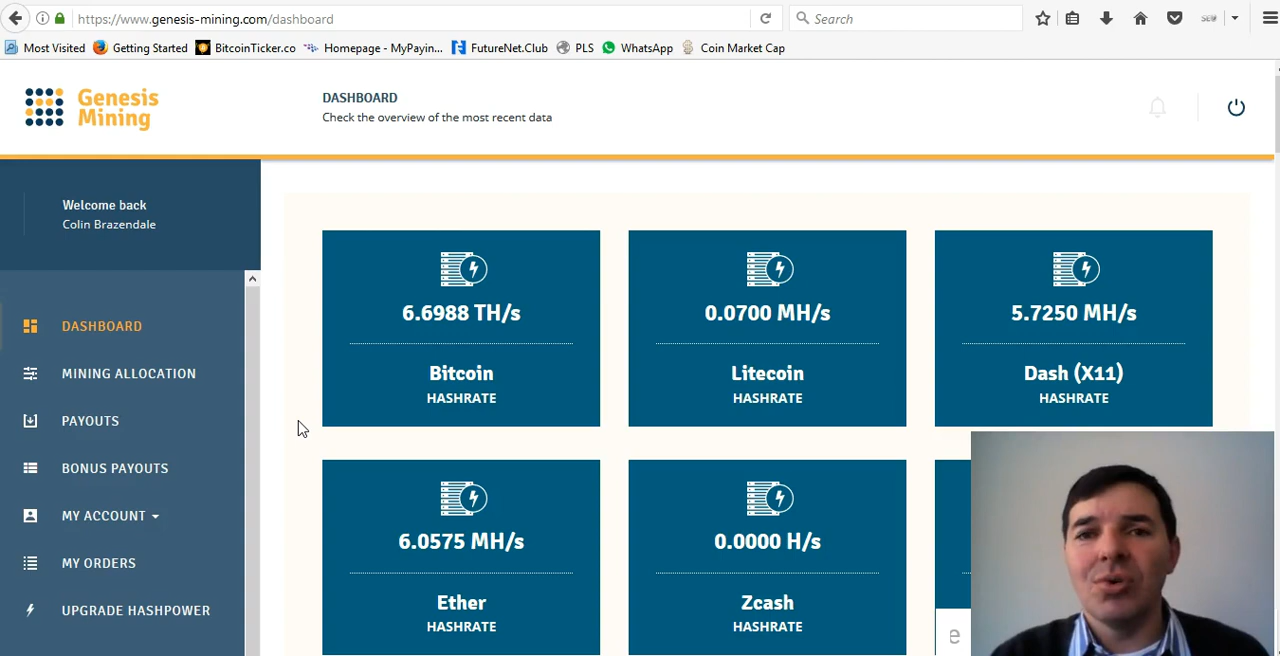 https://www.genesis-mining.com/dashboard
Search
Most Visited
Getting Started
BitcoinTicker.co
Homepage - MyPayin...
FutureNet.Club
PLS
WhatsApp
Coin Market Cap
Genesis
Mining
DASHBOARD
Check the overview of the most recent data
Welcome back
Colin Brazendale
DASHBOARD
MINING ALLOCATION
PAYOUTS
BONUS PAYOUTS
MY ACCOUNT
MY ORDERS
UPGRADE HASHPOWER
6.6988 TH/s
Bitcoin
HASHRATE
0.0700 MH/s
Litecoin
HASHRATE
5.7250 MH/s
Dash (X11)
HASHRATE
6.0575 MH/s
Ether
HASHRATE
0.0000 H/s
Zcash
HASHRATE
e